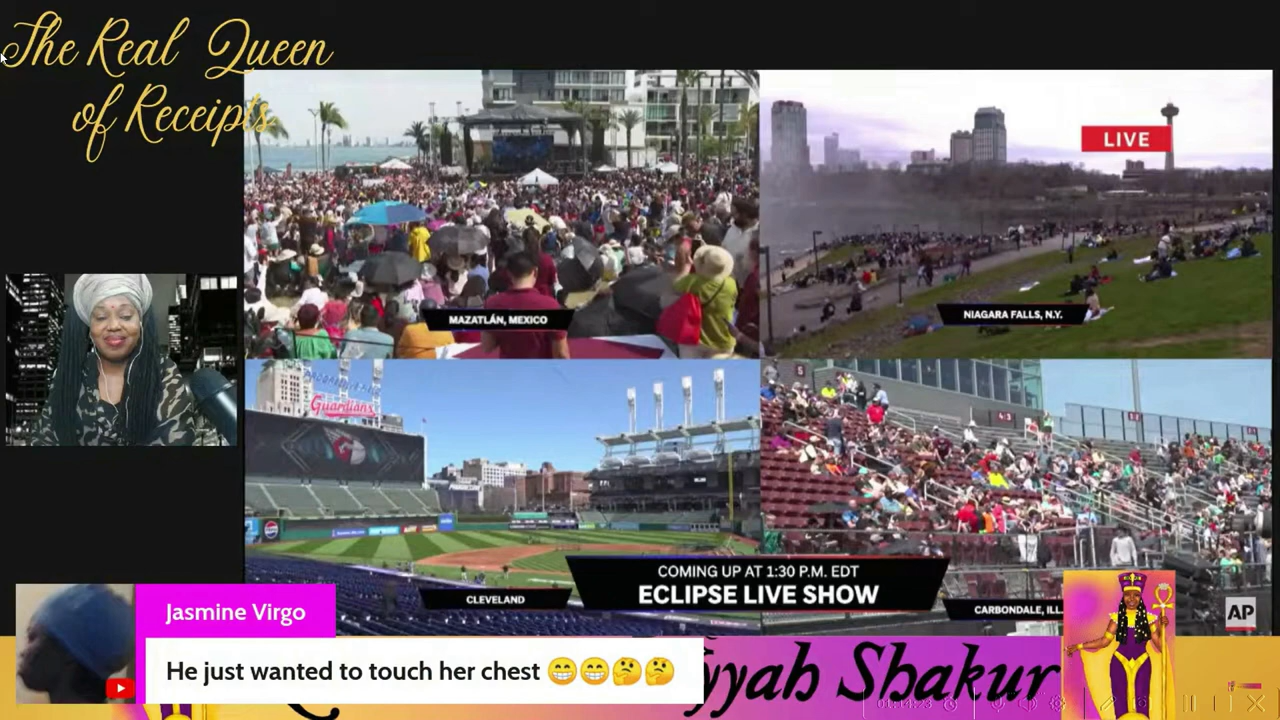 The Real Queen
of Receipts
LIVE
MAZATLÁN, MEXICO
NIAGARA FALLS, N.Y.
Guardians
COMING UP AT 1:30 P.M. EDT
ECLIPSE LIVE SHOW
CLEVELAND
CARBONDALE, ILL.
AP
Jasmine Virgo
He just wanted to touch her chest 😁😁🤔🤔
yyah Shakur